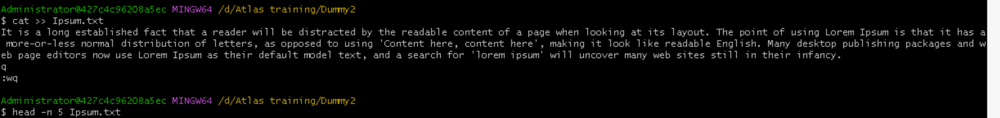 Administrator@427c4c96208a5ec MINGW64 /d/Atlas training/Dummy2
$ cat >> Ipsum.txt
It is a long established fact that a reader will be distracted by the readable content of a page when looking at its layout. The point of using Lorem Ipsum is that it has a
 more-or-less normal distribution of letters, as opposed to using 'Content here, content here', making it look like readable English. Many desktop publishing packages and w
eb page editors now use Lorem Ipsum as their default model text, and a search for 'lorem ipsum' will uncover many web sites still in their infancy.
q
:wq
Administrator@427c4c96208a5ec MINGW64 /d/Atlas training/Dummy2
$ head -n 5 Ipsum.txt